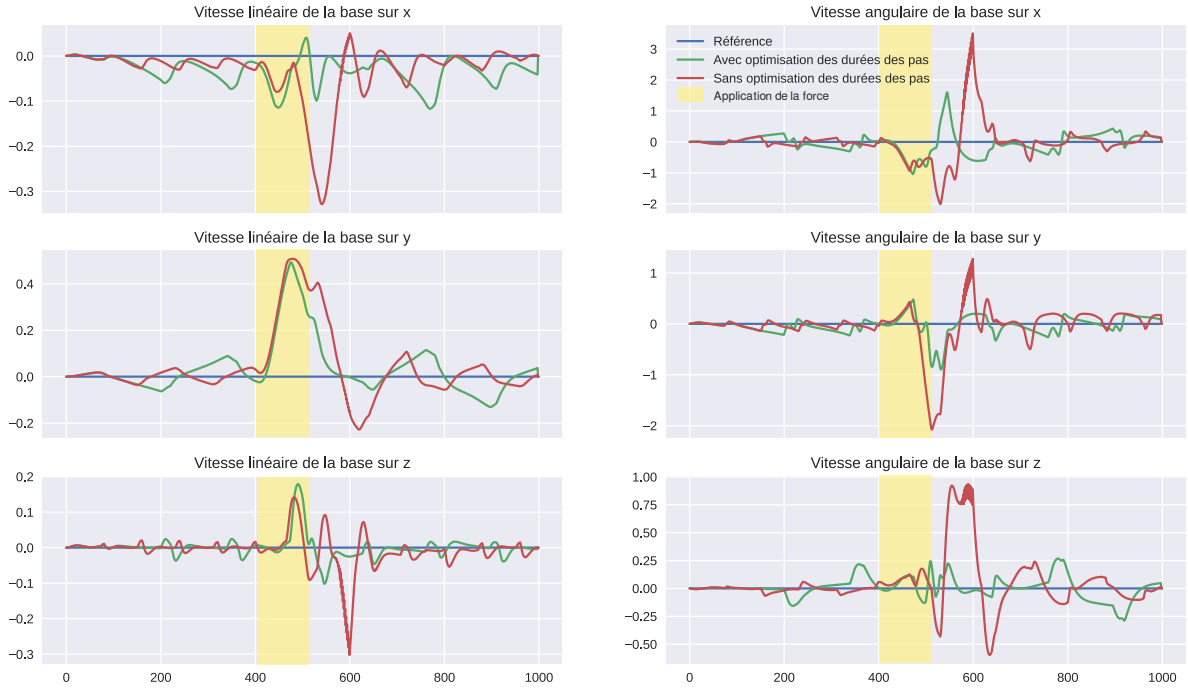 Vitesse linéaire de la base sur x
0.0
−0.1
−0.2
−0.3
Vitesse angulaire de la base sur x
3
2
1
0
−1
−2
Référence
Avec optimisation des durées des pas
Sans optimisation des durées des pas
Application de la force
Vitesse linéaire de la base sur y
0.4
0.2
0.0
−0.2
Vitesse angulaire de la base sur y
1
0
−1
−2
Vitesse linéaire de la base sur z
0.2
0.1
0.0
−0.1
−0.2
−0.3
0 200 400 600 800 1000
Vitesse angulaire de la base sur z
1.00
0.75
0.50
0.25
0.00
−0.25
−0.50
0 200 400 600 800 1000